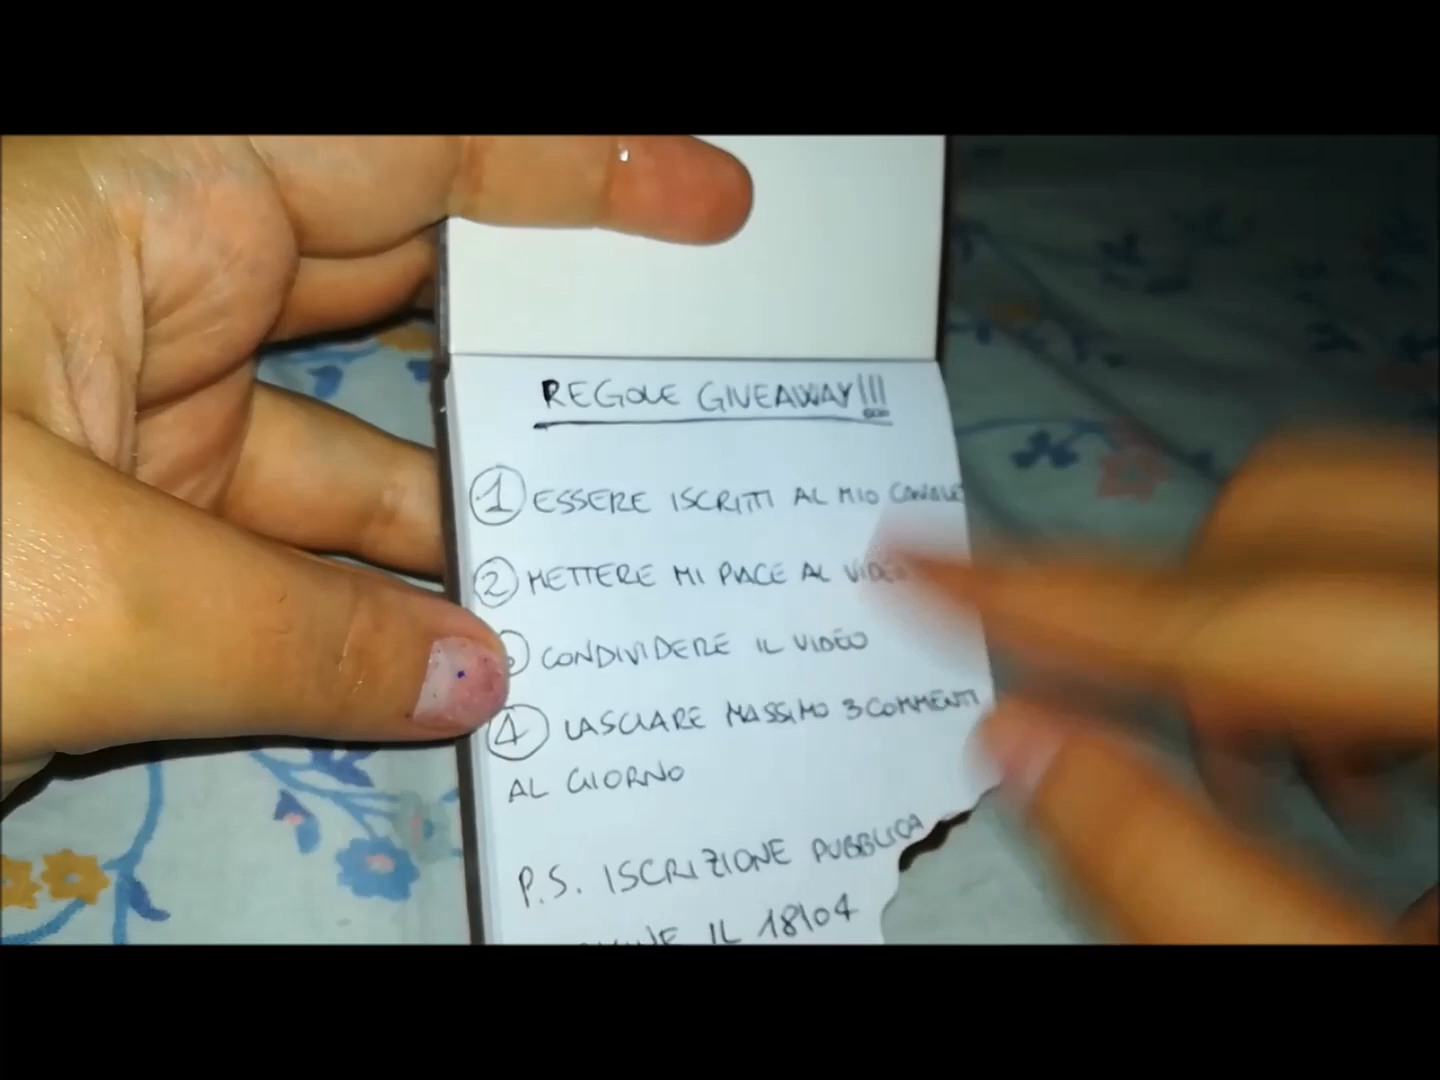 REGOLE GIVEAWAY!!!
1 ESSERE ISCRITTI AL MIO CANALE
2 METTERE MI PIACE AL VIDEO
CONDIVIDERE IL VIDEO
4 LASCIARE MASSIMO 3 COMMENTI
AL GIORNO
P.S. ISCRIZIONE PUBBLICA
IL 18/04